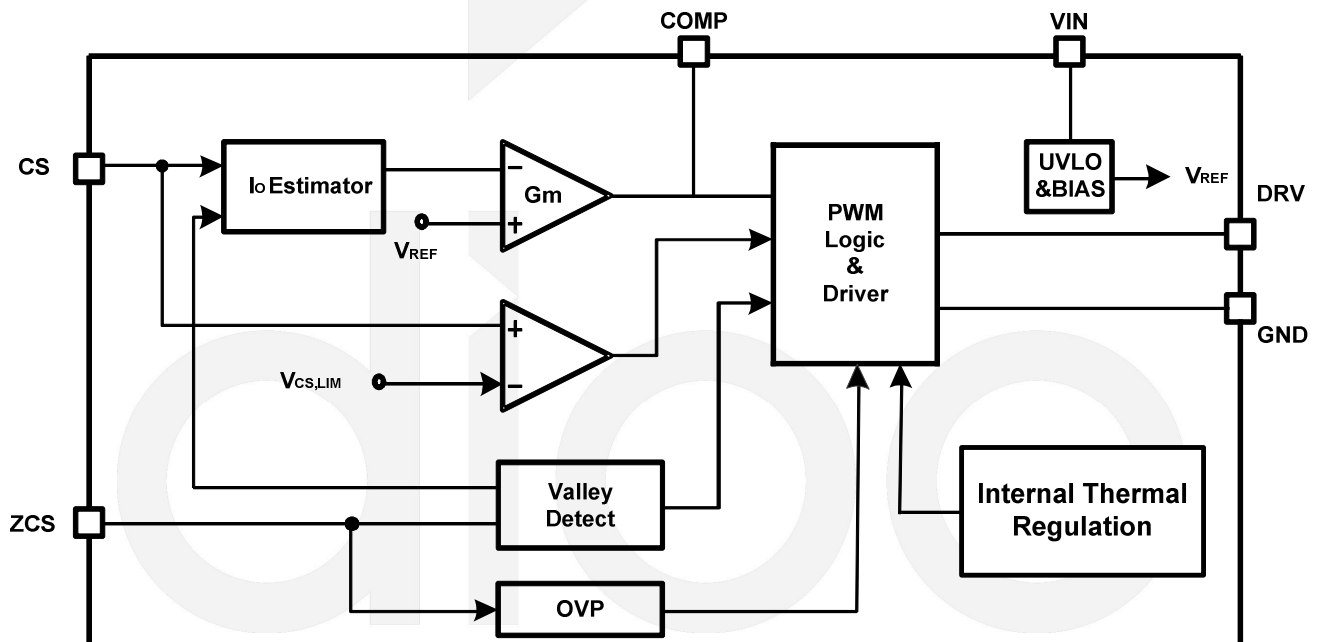 COMP
VIN
CS
IO Estimator
−
Gm
+
VREF
UVLO
&BIAS
VREF
DRV
PWM
Logic
&
Driver
GND
+
VCS,LIM
−
ZCS
Valley
Detect
Internal Thermal
Regulation
OVP
dioo